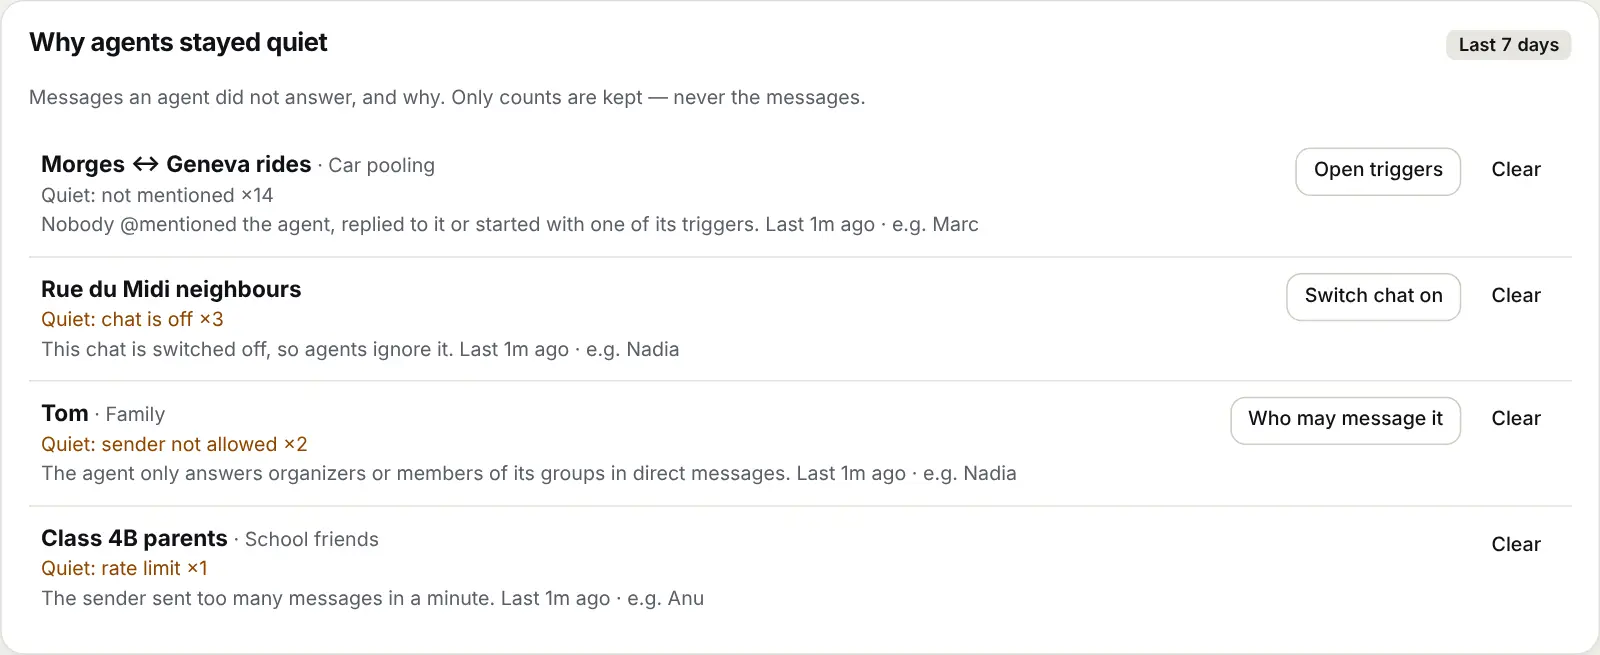 Why agents stayed quiet
Last 7 days
Messages an agent did not answer, and why. Only counts are kept — never the messages.
Morges ↔ Geneva rides · Car pooling
Open triggers
Clear
Quiet: not mentioned ×14
Nobody @mentioned the agent, replied to it or started with one of its triggers. Last 1m ago · e.g. Marc
Rue du Midi neighbours
Switch chat on
Clear
Quiet: chat is off ×3
This chat is switched off, so agents ignore it. Last 1m ago · e.g. Nadia
Tom · Family
Who may message it
Clear
Quiet: sender not allowed ×2
The agent only answers organizers or members of its groups in direct messages. Last 1m ago · e.g. Nadia
Class 4B parents · School friends
Clear
Quiet: rate limit ×1
The sender sent too many messages in a minute. Last 1m ago · e.g. Anu